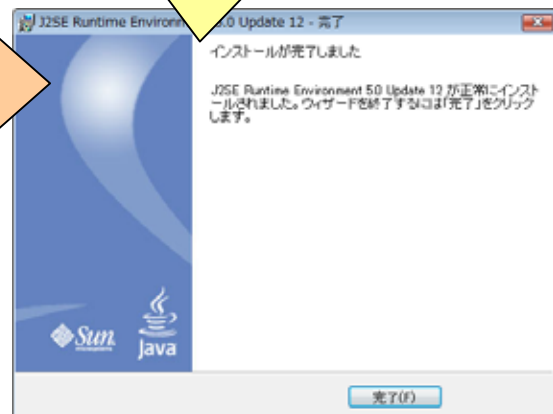 J2SE Runtime Environm 5.0 Update 12 - 完了
インストールが完了しました
J2SE Runtime Environment 5.0 Update 12 が正常にインスト
ールされました。ウィザードを終了するには「完了」をクリック
します。
Sun
Java
完了(F)